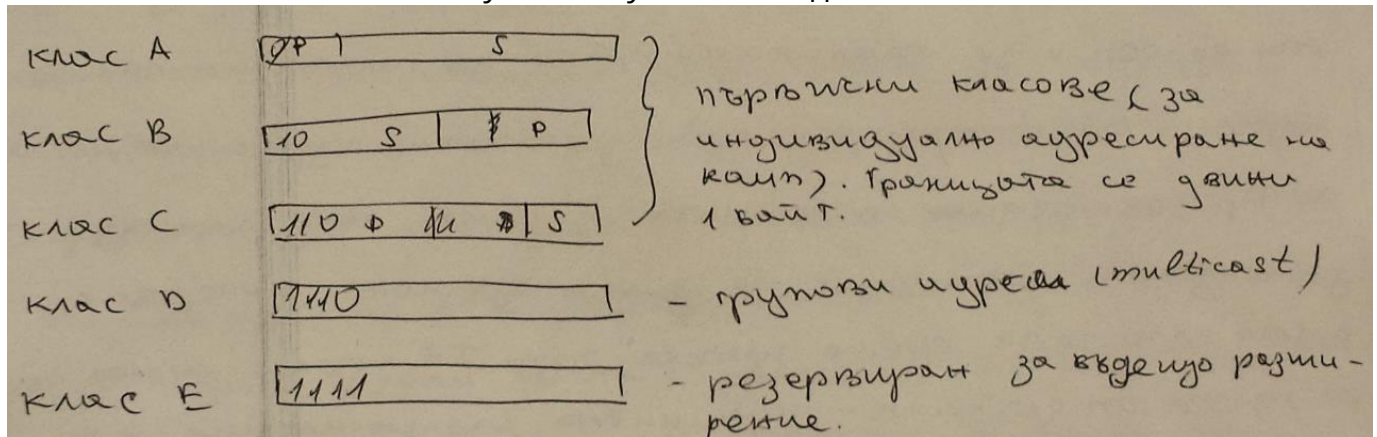 клас А 0 P S
клас B 10 S P
клас C 110 S
клас D 1110
клас E 1111
първични класове (за
индивидуално адресиране на
комп). Границата се движи
1 байт.
- групови адреси (multicast)
- резервиран за бъдещо разши-
рение.